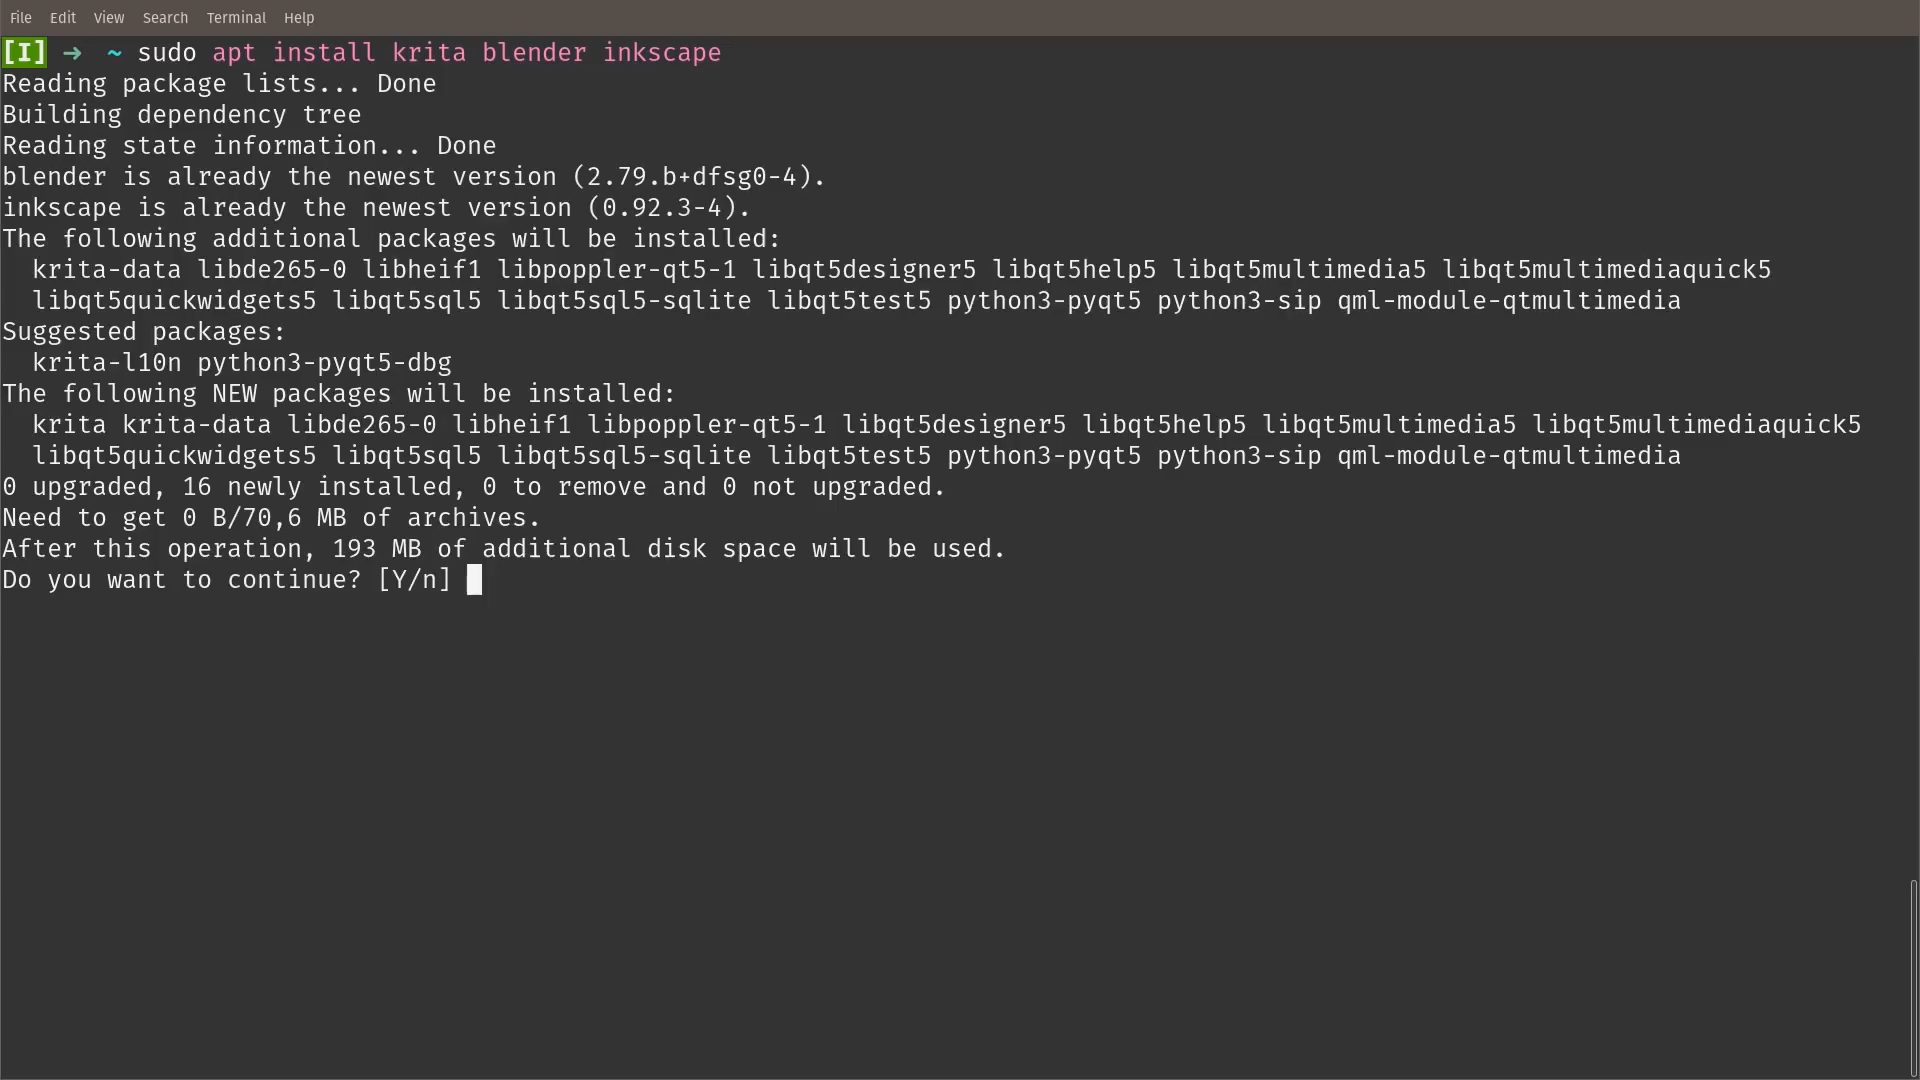 File Edit View Search Terminal Help
[I] ➜ ~ sudo apt install krita blender inkscape
Reading package lists... Done
Building dependency tree
Reading state information... Done
blender is already the newest version (2.79.b+dfsg0-4).
inkscape is already the newest version (0.92.3-4).
The following additional packages will be installed:
  krita-data libde265-0 libheif1 libpoppler-qt5-1 libqt5designer5 libqt5help5 libqt5multimedia5 libqt5multimediaquick5
  libqt5quickwidgets5 libqt5sql5 libqt5sql5-sqlite libqt5test5 python3-pyqt5 python3-sip qml-module-qtmultimedia
Suggested packages:
  krita-l10n python3-pyqt5-dbg
The following NEW packages will be installed:
  krita krita-data libde265-0 libheif1 libpoppler-qt5-1 libqt5designer5 libqt5help5 libqt5multimedia5 libqt5multimediaquick5
  libqt5quickwidgets5 libqt5sql5 libqt5sql5-sqlite libqt5test5 python3-pyqt5 python3-sip qml-module-qtmultimedia
0 upgraded, 16 newly installed, 0 to remove and 0 not upgraded.
Need to get 0 B/70,6 MB of archives.
After this operation, 193 MB of additional disk space will be used.
Do you want to continue? [Y/n]